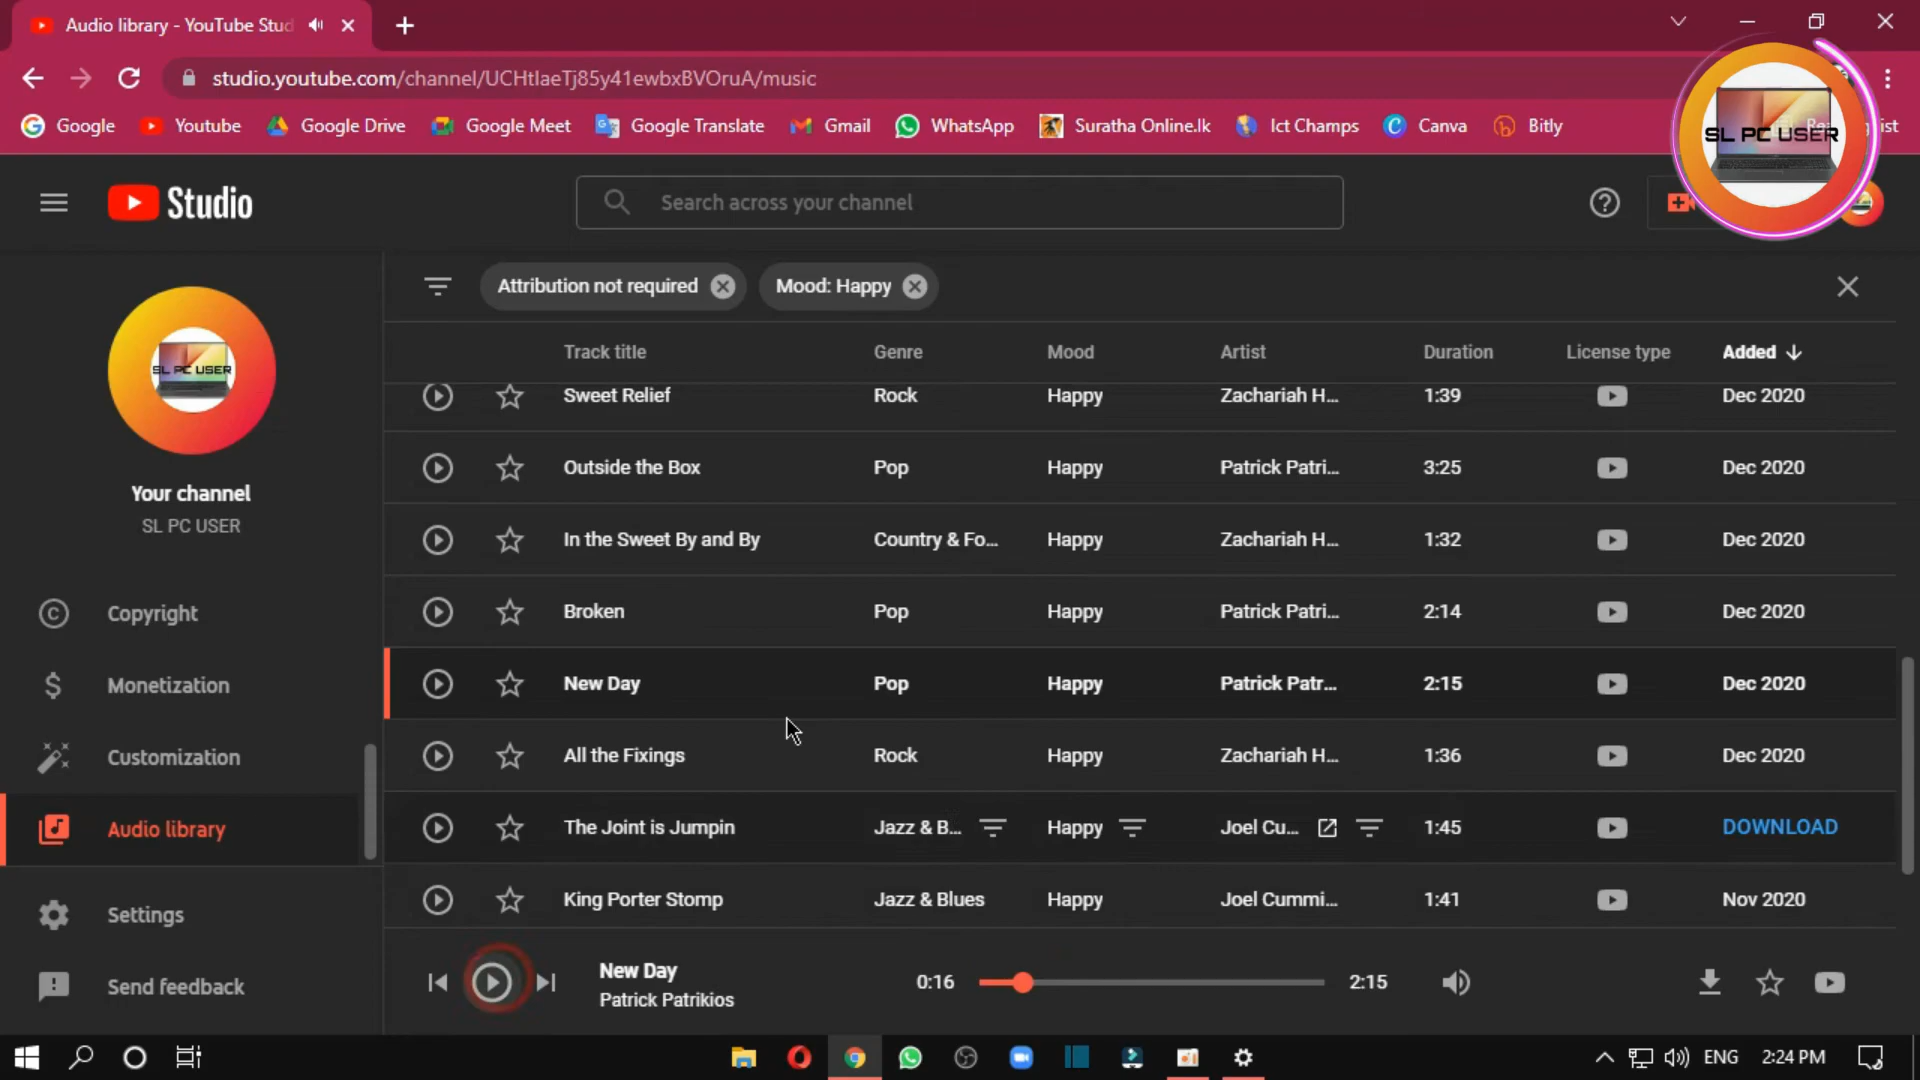 Audio library - YouTube Stud
studio.youtube.com/channel/UCHtIaeTj85y41ewbxBVOruA/music
Google Youtube Google Drive Google Meet Google Translate Gmail WhatsApp Suratha Online.lk Ict Champs Canva Bitly
SL PC USER
Studio Search across your channel
Attribution not required Mood: Happy
Track title Genre Mood Artist Duration License type Added
Sweet Relief Rock Happy Zachariah H... 1:39 Dec 2020
Outside the Box Pop Happy Patrick Patri... 3:25 Dec 2020
In the Sweet By and By Country & Fo... Happy Zachariah H... 1:32 Dec 2020
Broken Pop Happy Patrick Patri... 2:14 Dec 2020
New Day Pop Happy Patrick Patr... 2:15 Dec 2020
All the Fixings Rock Happy Zachariah H... 1:36 Dec 2020
The Joint is Jumpin Jazz & B... Happy Joel Cu... 1:45 DOWNLOAD
King Porter Stomp Jazz & Blues Happy Joel Cummi... 1:41 Nov 2020
SL PC USER
Your channel
SL PC USER
Copyright
Monetization
Customization
Audio library
Settings
Send feedback
New Day
Patrick Patrikios
0:16 2:15
ENG 2:24 PM